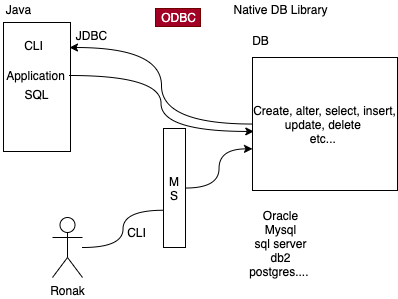 Java
ODBC
Native DB Library
CLI
JDBC
DB
Application
SQL
Create, alter, select, insert,
update, delete
etc...
M
S
CLI
Ronak
Oracle
Mysql
sql server
db2
postgres....